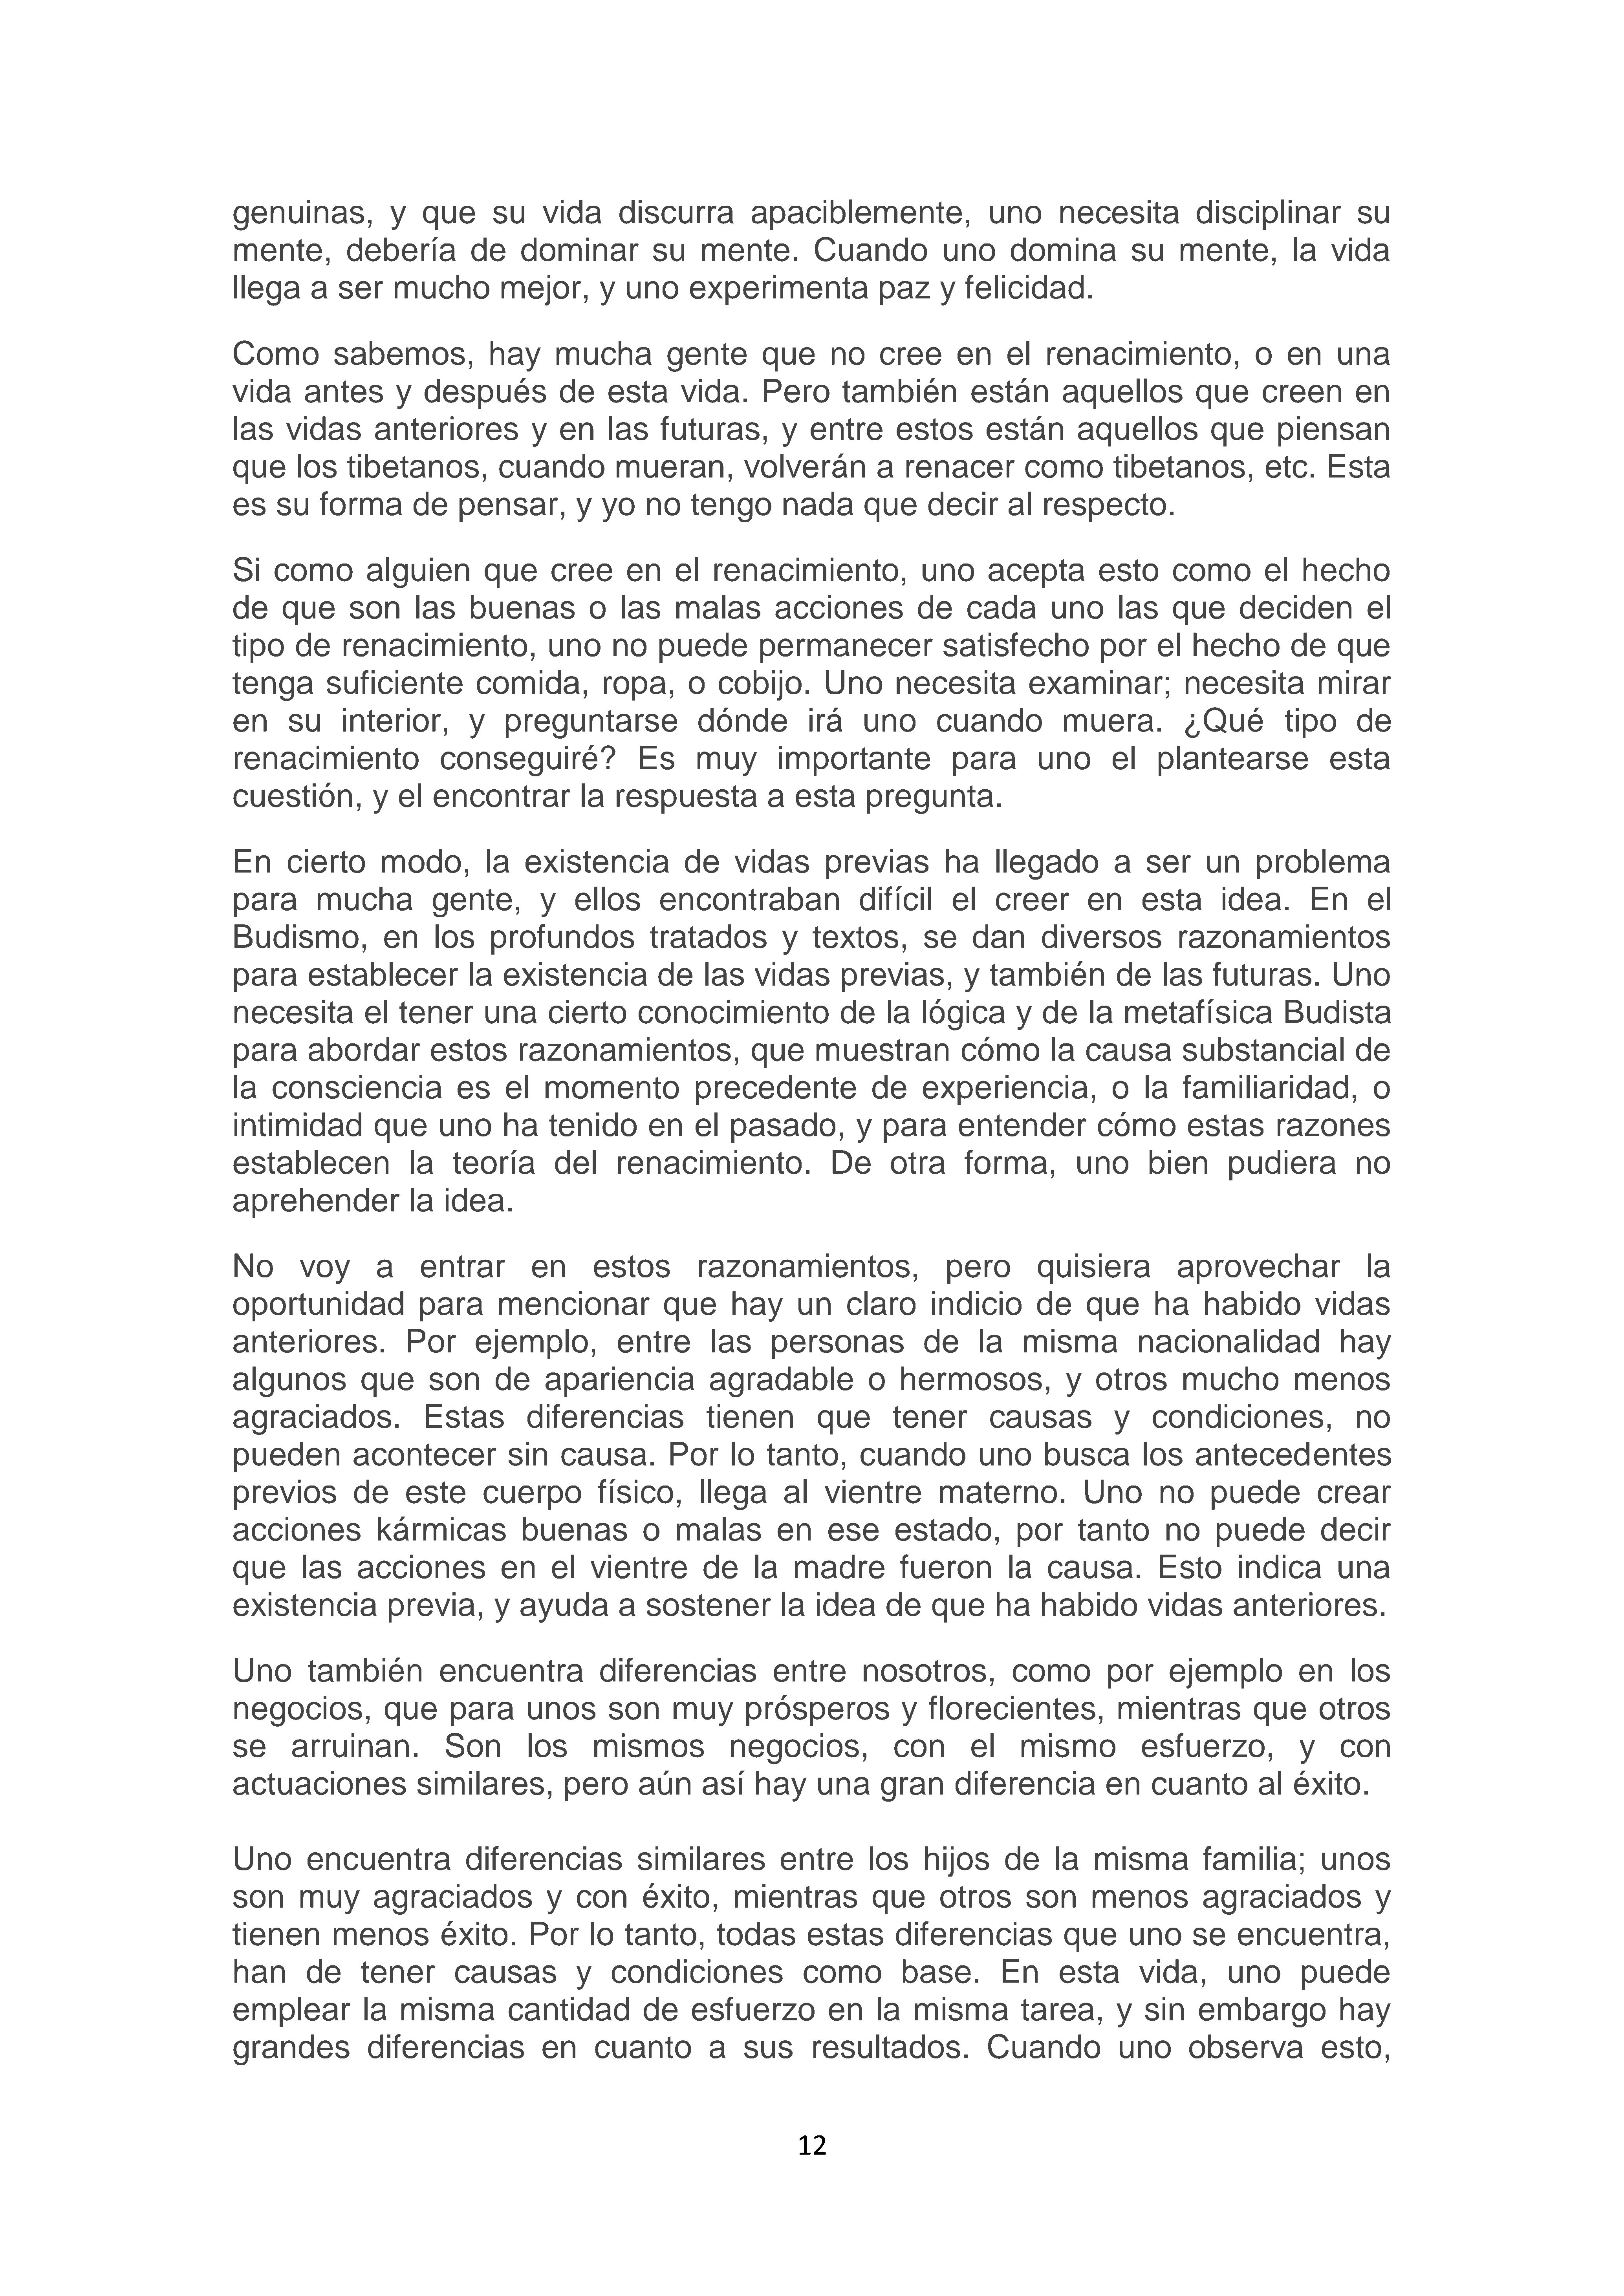 genuinas, y que su vida discurra apaciblemente, uno necesita disciplinar su
mente, debería de dominar su mente. Cuando uno domina su mente, la vida
llega a ser mucho mejor, y uno experimenta paz y felicidad.
Como sabemos, hay mucha gente que no cree en el renacimiento, o en una
vida antes y después de esta vida. Pero también están aquellos que creen en
las vidas anteriores y en las futuras, y entre estos están aquellos que piensan
que los tibetanos, cuando mueran, volverán a renacer como tibetanos, etc. Esta
es su forma de pensar, y yo no tengo nada que decir al respecto.
Si como alguien que cree en el renacimiento, uno acepta esto como el hecho
de que son las buenas o las malas acciones de cada uno las que deciden el
tipo de renacimiento, uno no puede permanecer satisfecho por el hecho de que
tenga suficiente comida, ropa, o cobijo. Uno necesita examinar; necesita mirar
en su interior, y preguntarse dónde irá uno cuando muera. ¿Qué tipo de
renacimiento conseguiré? Es muy importante para uno el plantearse esta
cuestión, y el encontrar la respuesta a esta pregunta.
En cierto modo, la existencia de vidas previas ha llegado a ser un problema
para mucha gente, y ellos encontraban difícil el creer en esta idea. En el
Budismo, en los profundos tratados y textos, se dan diversos razonamientos
para establecer la existencia de las vidas previas, y también de las futuras. Uno
necesita el tener una cierto conocimiento de la lógica y de la metafísica Budista
para abordar estos razonamientos, que muestran cómo la causa substancial de
la consciencia es el momento precedente de experiencia, o la familiaridad, o
intimidad que uno ha tenido en el pasado, y para entender cómo estas razones
establecen la teoría del renacimiento. De otra forma, uno bien pudiera no
aprehender la idea.
No voy a entrar en estos razonamientos, pero quisiera aprovechar la
oportunidad para mencionar que hay un claro indicio de que ha habido vidas
anteriores. Por ejemplo, entre las personas de la misma nacionalidad hay
algunos que son de apariencia agradable o hermosos, y otros mucho menos
agraciados. Estas diferencias tienen que tener causas y condiciones, no
pueden acontecer sin causa. Por lo tanto, cuando uno busca los antecedentes
previos de este cuerpo físico, llega al vientre materno. Uno no puede crear
acciones kármicas buenas o malas en ese estado, por tanto no puede decir
que las acciones en el vientre de la madre fueron la causa. Esto indica una
existencia previa, y ayuda a sostener la idea de que ha habido vidas anteriores.
Uno también encuentra diferencias entre nosotros, como por ejemplo en los
negocios, que para unos son muy prósperos y florecientes, mientras que otros
se arruinan. Son los mismos negocios, con el mismo esfuerzo, y con
actuaciones similares, pero aún así hay una gran diferencia en cuanto al éxito.
Uno encuentra diferencias similares entre los hijos de la misma familia; unos
son muy agraciados y con éxito, mientras que otros son menos agraciados y
tienen menos éxito. Por lo tanto, todas estas diferencias que uno se encuentra,
han de tener causas y condiciones como base. En esta vida, uno puede
emplear la misma cantidad de esfuerzo en la misma tarea, y sin embargo hay
grandes diferencias en cuanto a sus resultados. Cuando uno observa esto,
12